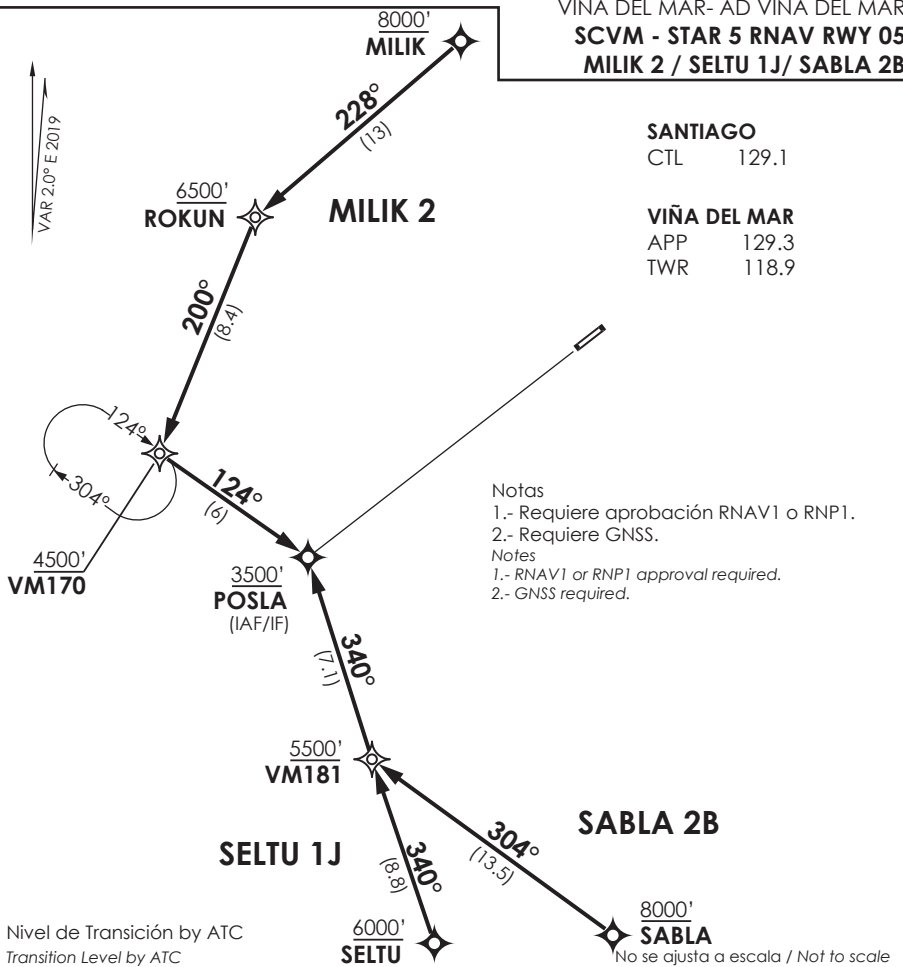 VIÑA DEL MAR- AD VIÑA DEL MAR
SCVM - STAR 5 RNAV RWY 05
MILIK 2 / SELTU 1J/ SABLA 2B
8000’
MILIK
VAR 2.0° E 2019
228°
(13)
SANTIAGO
CTL 129.1
6500’
ROKUN
MILIK 2
VIÑA DEL MAR
APP 129.3
TWR 118.9
200°
(8.4)
124°
304°
124°
(6)
4500’
VM170
Notas
1.- Requiere aprobación RNAV1 o RNP1.
2.- Requiere GNSS.
Notes
1.- RNAV1 or RNP1 approval required.
2.- GNSS required.
3500’
POSLA
(IAF/IF)
340°
(7.1)
5500’
VM181
SELTU 1J
SABLA 2B
304°
(13.5)
340°
(8.8)
6000’
SELTU
8000’
SABLA
Nivel de Transición by ATC
Transition Level by ATC
No se ajusta a escala / Not to scale